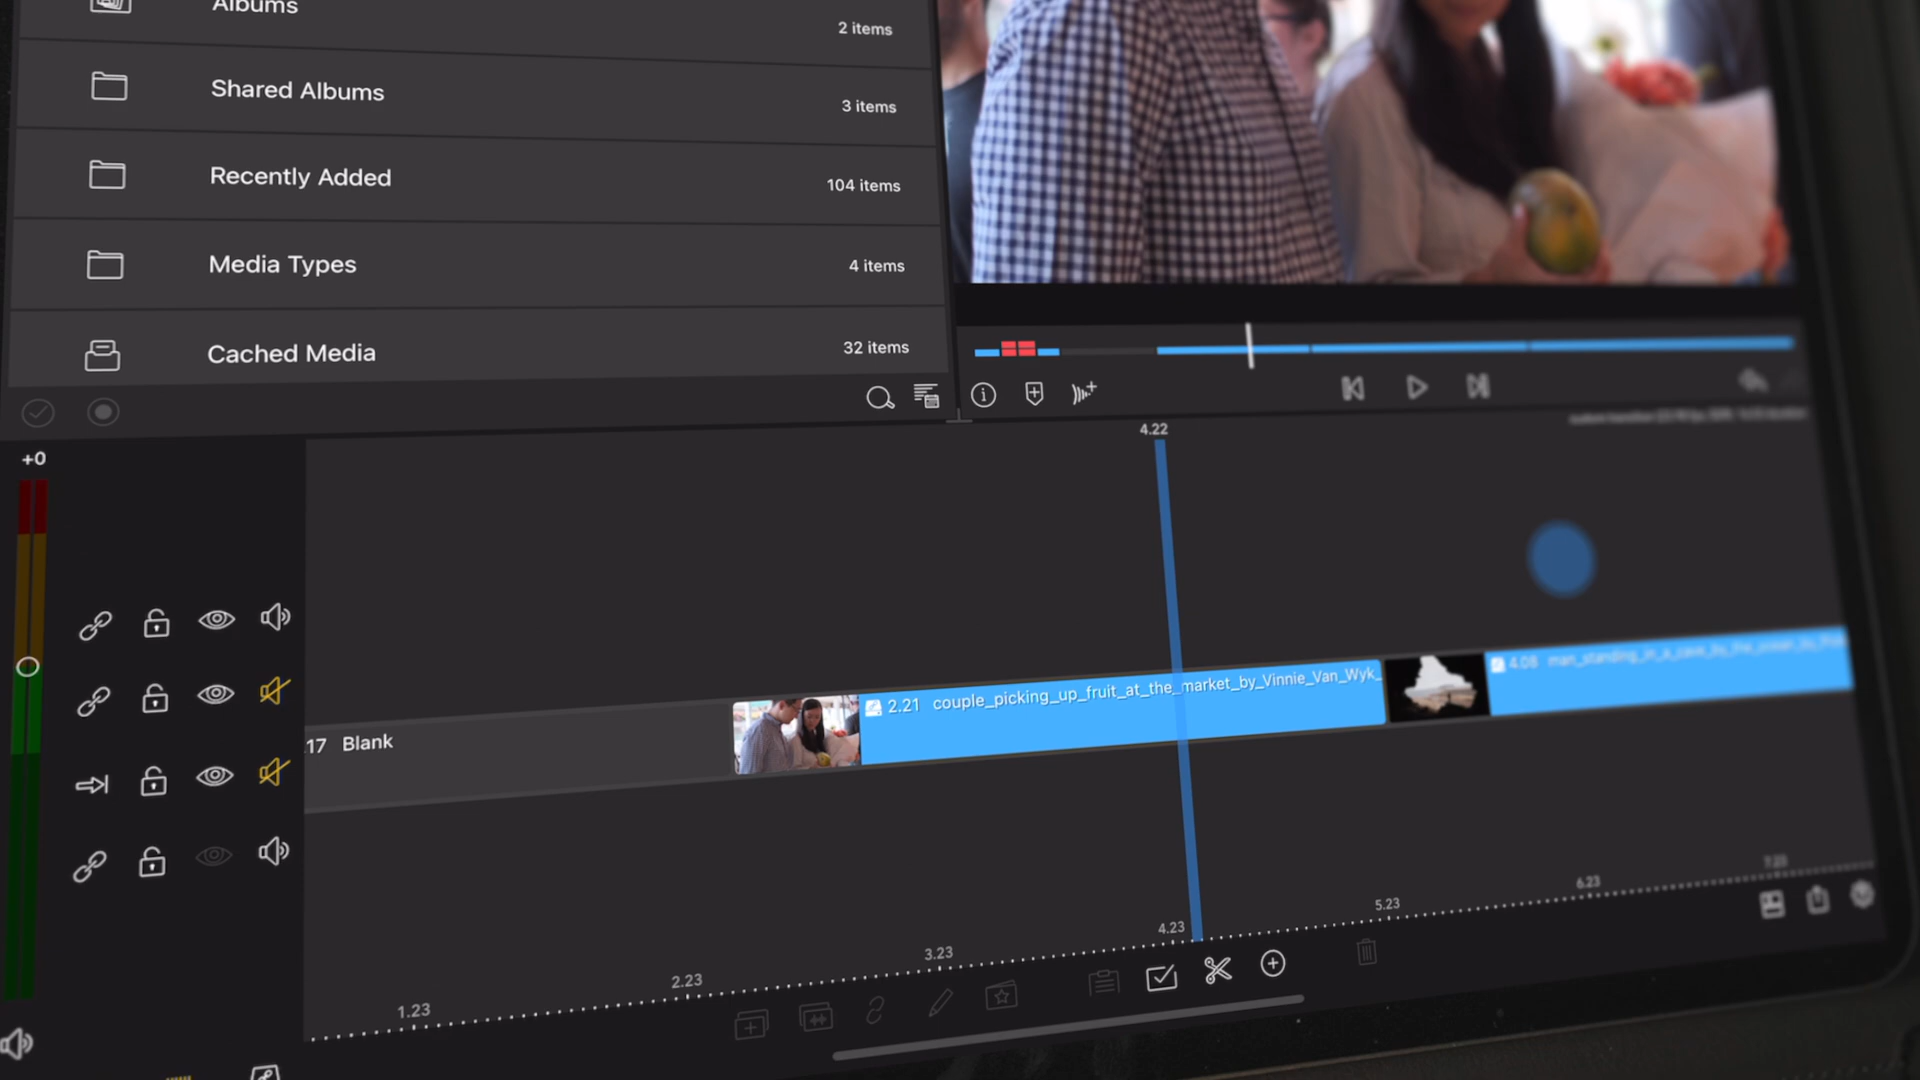 Albums
2 items
Shared Albums
3 items
Recently Added
104 items
Media Types
4 items
Cached Media
32 items
+0
4.22
4.08 man_standing_in_a_cave_by_the_ocean_by
2.21 couple_picking_up_fruit_at_the_market_by_Vinnie_Van_Wyk_
.17 Blank
7.23
6.23
5.23
4.23
3.23
2.23
1.23